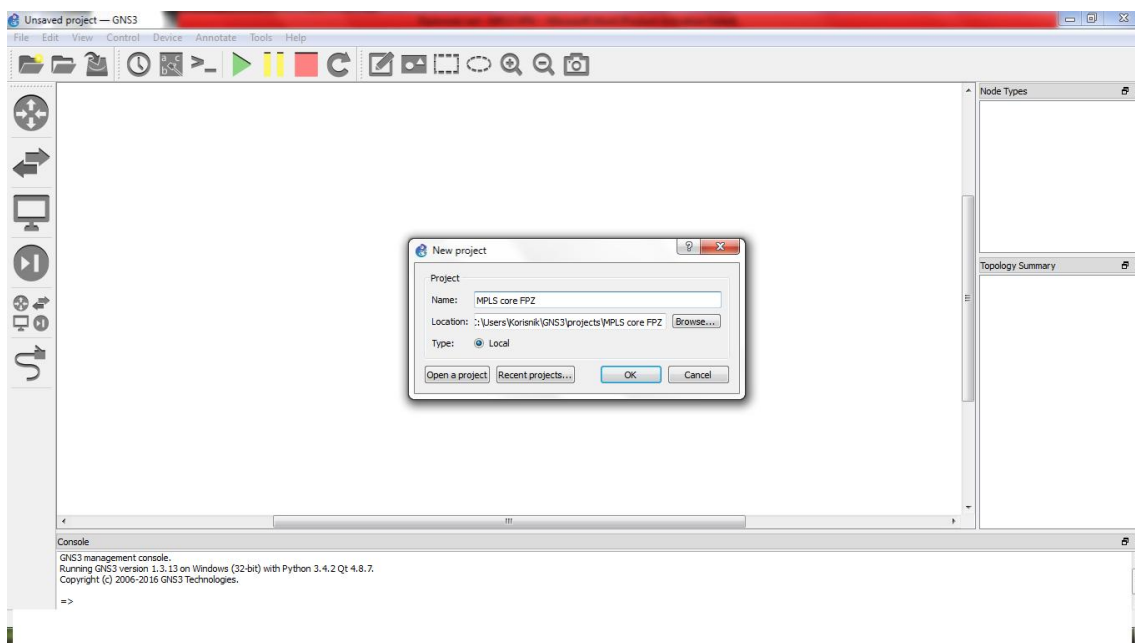 Unsaved project — GNS3
File Edit View Control Device Annotate Tools Help
Node Types
New project
Project
Name: MPLS core FPZ
Location: :\Users\Korisnik\GNS3\projects\MPLS core FPZ Browse...
Type: Local
Open a project Recent projects... OK Cancel
Topology Summary
Console
GNS3 management console.
Running GNS3 version 1.3.13 on Windows (32-bit) with Python 3.4.2 Qt 4.8.7.
Copyright (c) 2006-2016 GNS3 Technologies.
=>